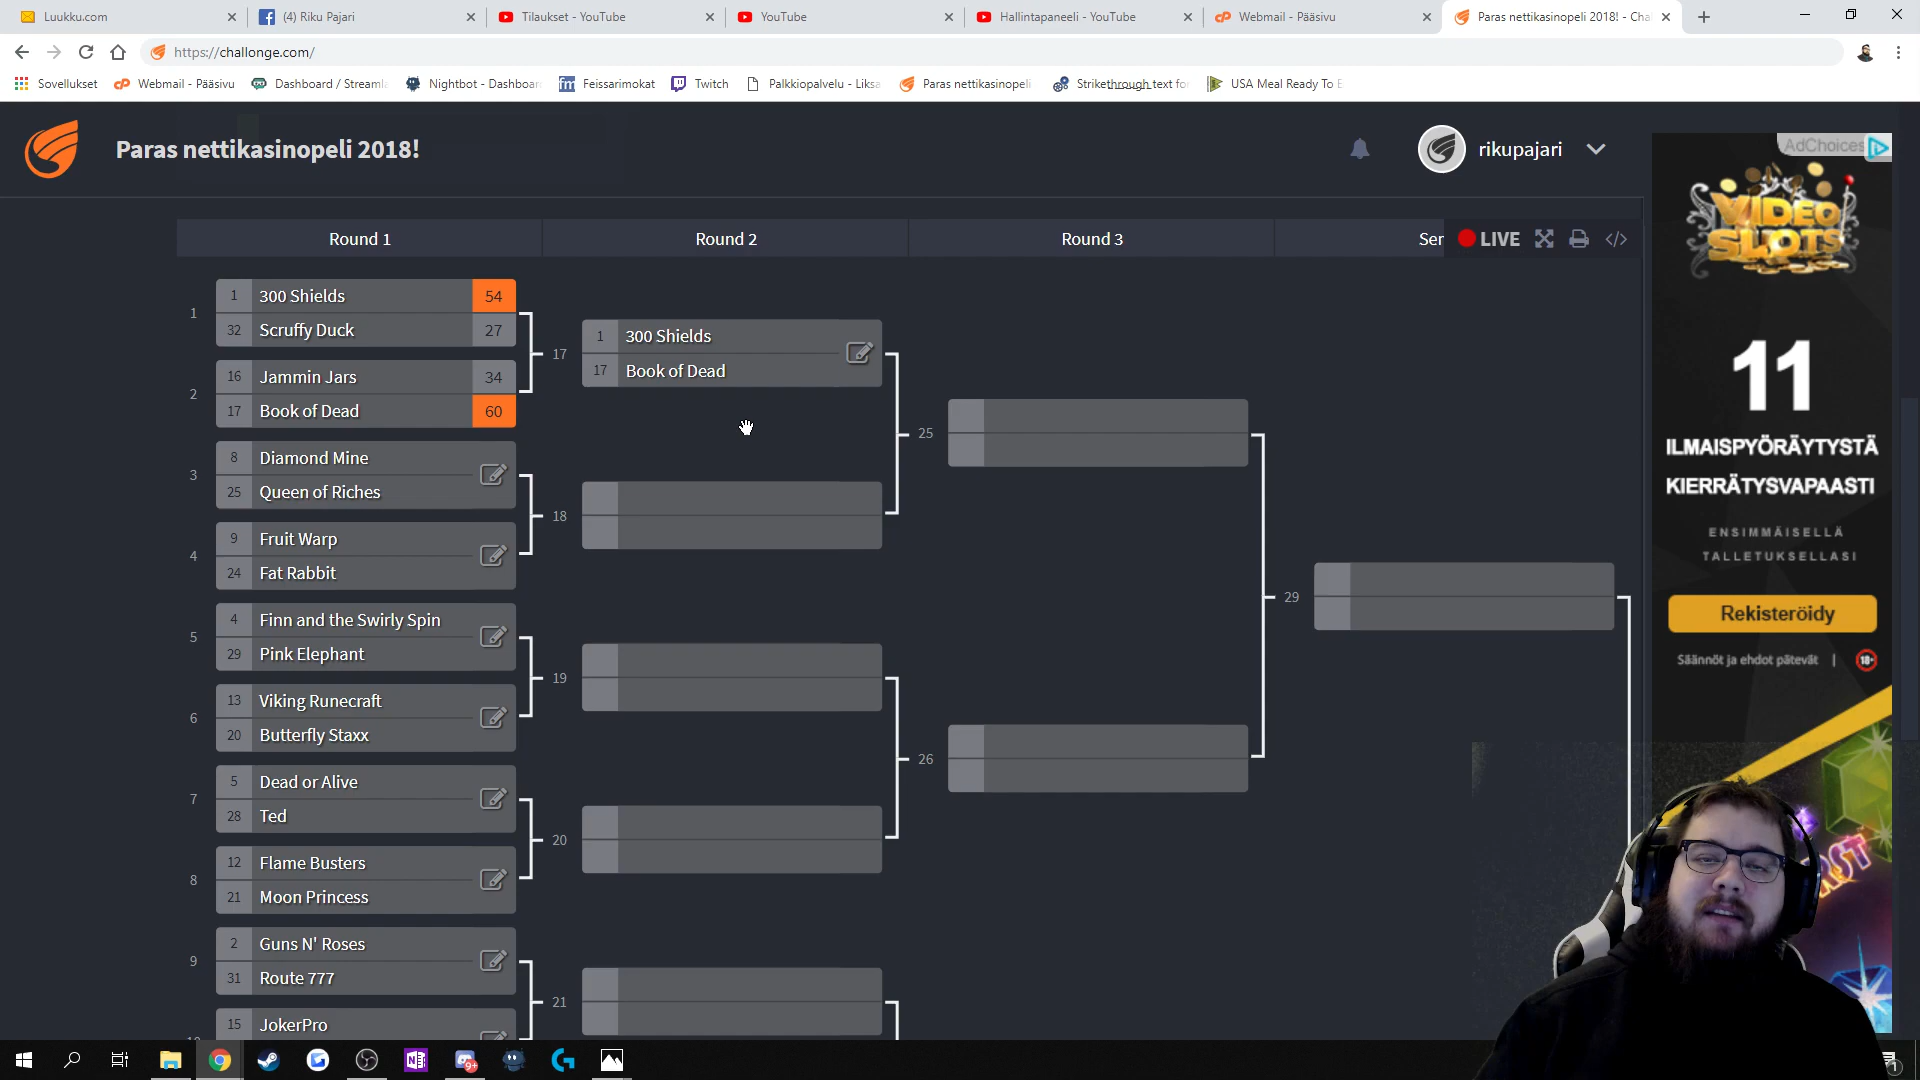 Luukku.com
(4) Riku Pajari
Tilaukset - YouTube
YouTube
Hallintapaneeli - YouTube
Webmail - Pääsivu
Paras nettikasinopeli 2018! - Cha
https://challonge.com/
Sovellukset
Webmail - Pääsivu
Dashboard / Streamla
Nightbot - Dashboar
Feissarimokat
Twitch
Palkkiopalvelu - Liksa
Paras nettikasinopeli
Strikethrough text fo
USA Meal Ready To E
Paras nettikasinopeli 2018!
rikupajari
AdChoices
Round 1
Round 2
Round 3
Ser
LIVE
1
1 300 Shields 54
32 Scruffy Duck 27
2
16 Jammin Jars 34
17 Book of Dead 60
3
8 Diamond Mine
25 Queen of Riches
4
9 Fruit Warp
24 Fat Rabbit
5
4 Finn and the Swirly Spin
29 Pink Elephant
6
13 Viking Runecraft
20 Butterfly Staxx
7
5 Dead or Alive
28 Ted
8
12 Flame Busters
21 Moon Princess
9
2 Guns N' Roses
31 Route 777
15 JokerPro
17
1 300 Shields
17 Book of Dead
18
19
20
21
25
26
29
VIDEO
SLOTS
11
ILMAISPYÖRÄYTYSTÄ
KIERRÄTYSVAPAASTI
ENSIMMÄISELLÄ
TALLETUKSELLASI
Rekisteröidy
Säännöt ja ehdot pätevät | 18+
9+
1